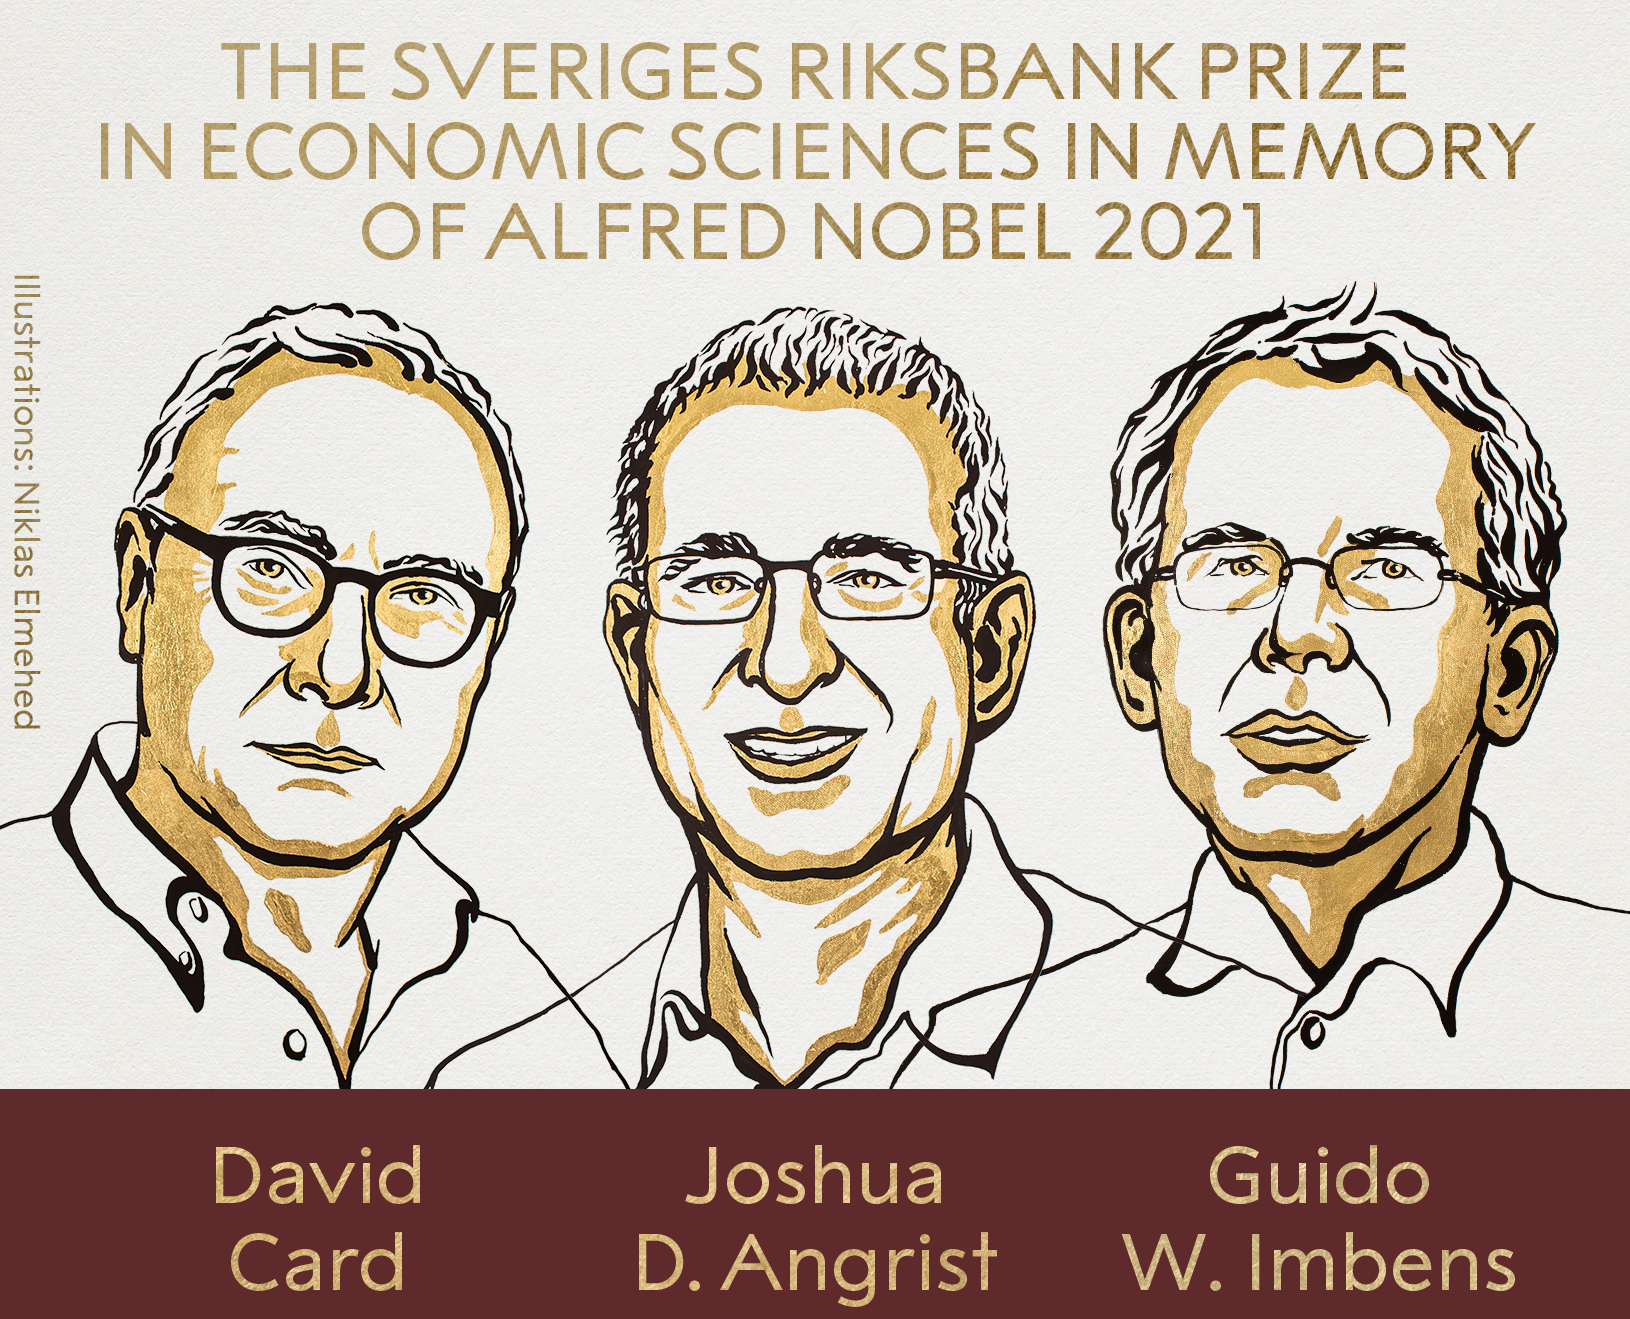 THE SVERIGES RIKSBANK PRIZE
IN ECONOMIC SCIENCES IN MEMORY
OF ALFRED NOBEL 2021
Illustrations: Niklas Elmehed
David
Card
Joshua
D. Angrist
Guido
W. Imbens